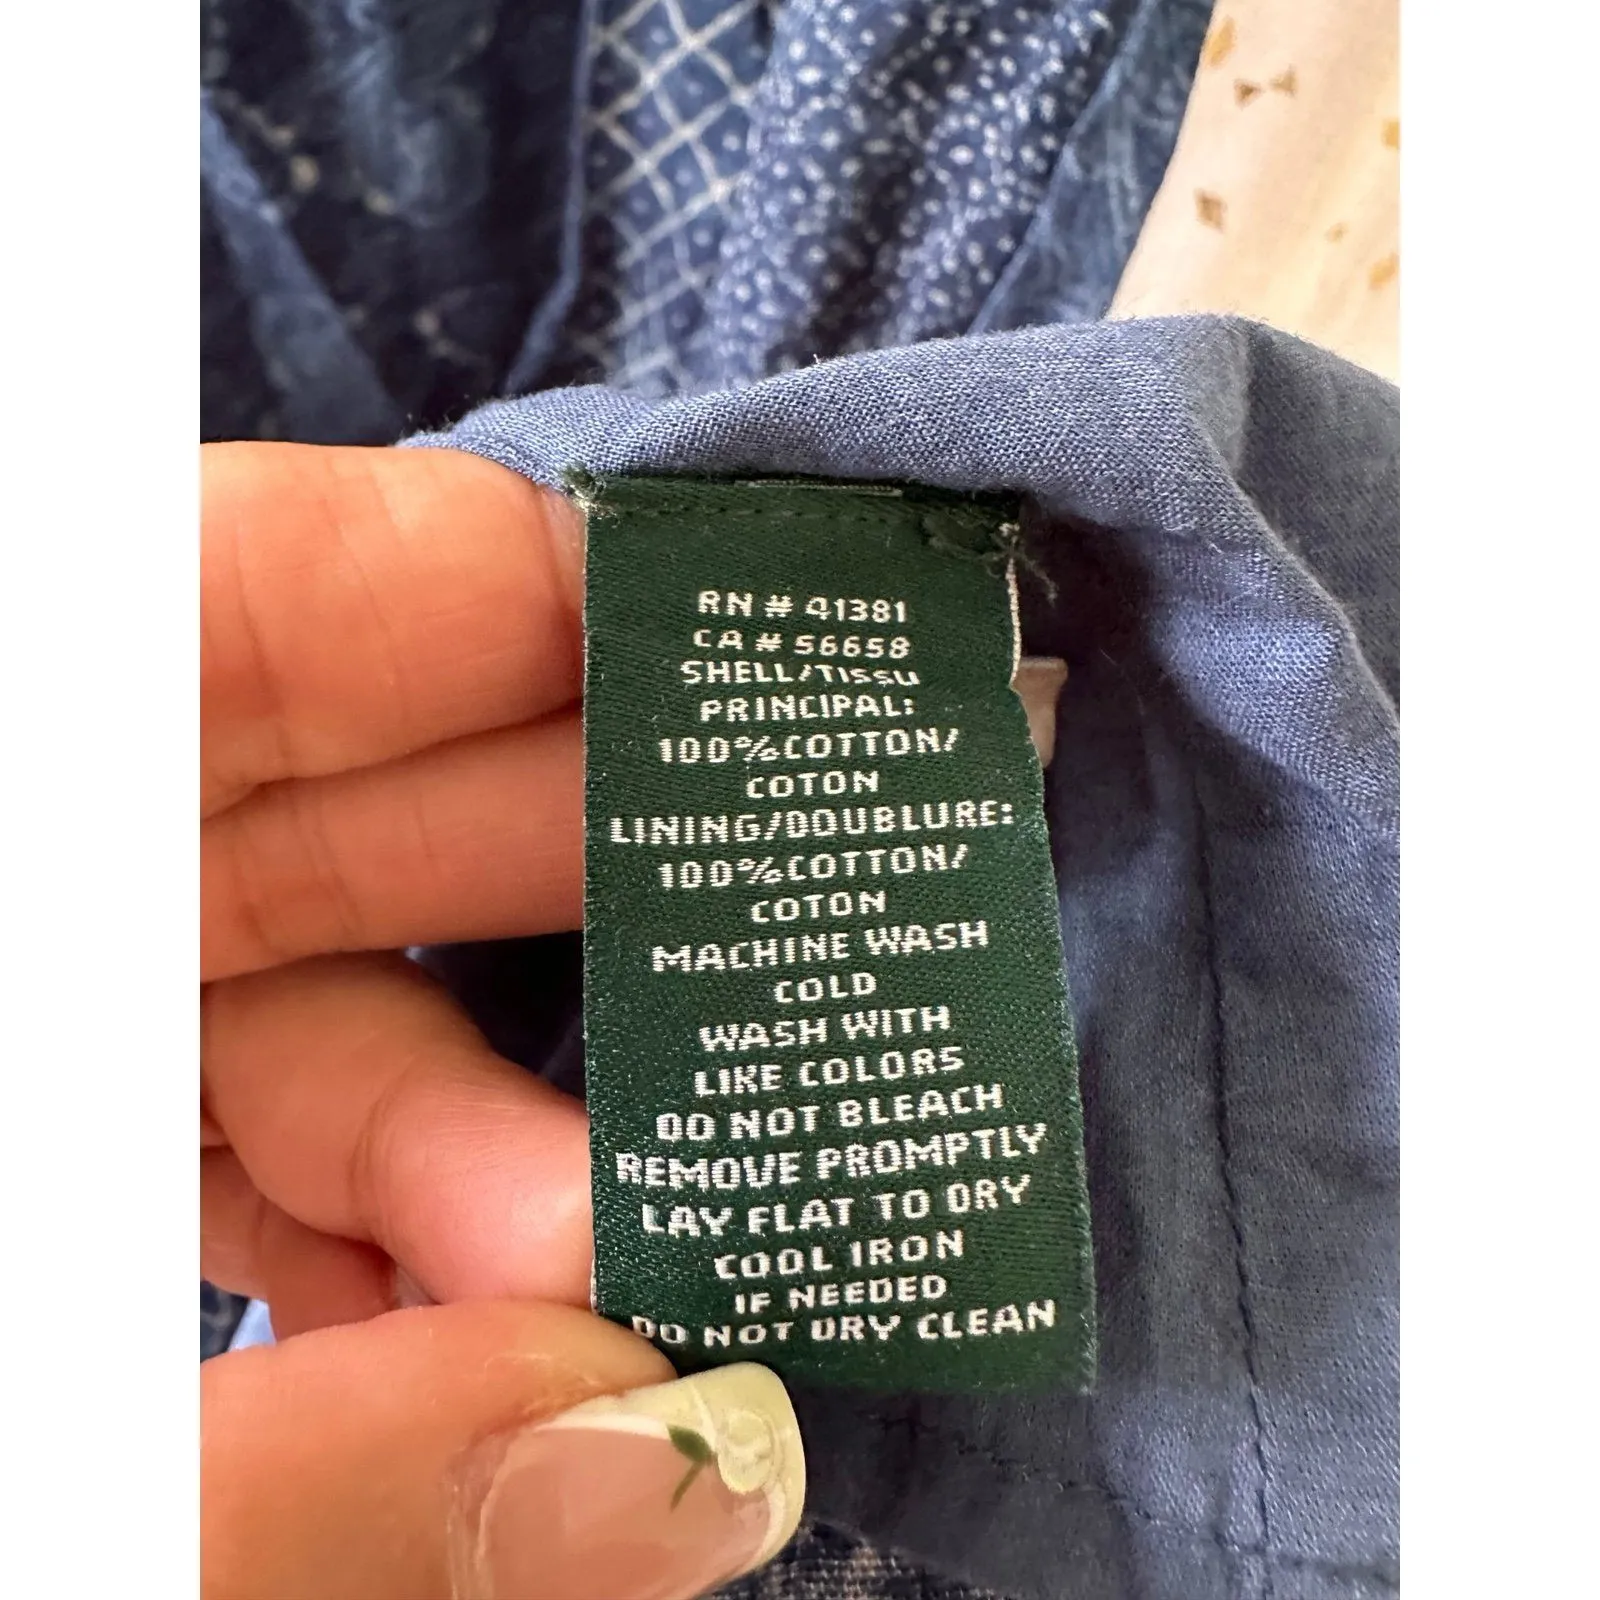 RN # 41381
CA # 56658
SHELL/TISSU
PRINCIPAL:
100%COTTON/
COTON
LINING/DOUBLURE:
100%COTTON/
COTON
MACHINE WASH
COLD
WASH WITH
LIKE COLORS
DO NOT BLEACH
REMOVE PROMPTLY
LAY FLAT TO DRY
COOL IRON
IF NEEDED
DO NOT DRY CLEAN